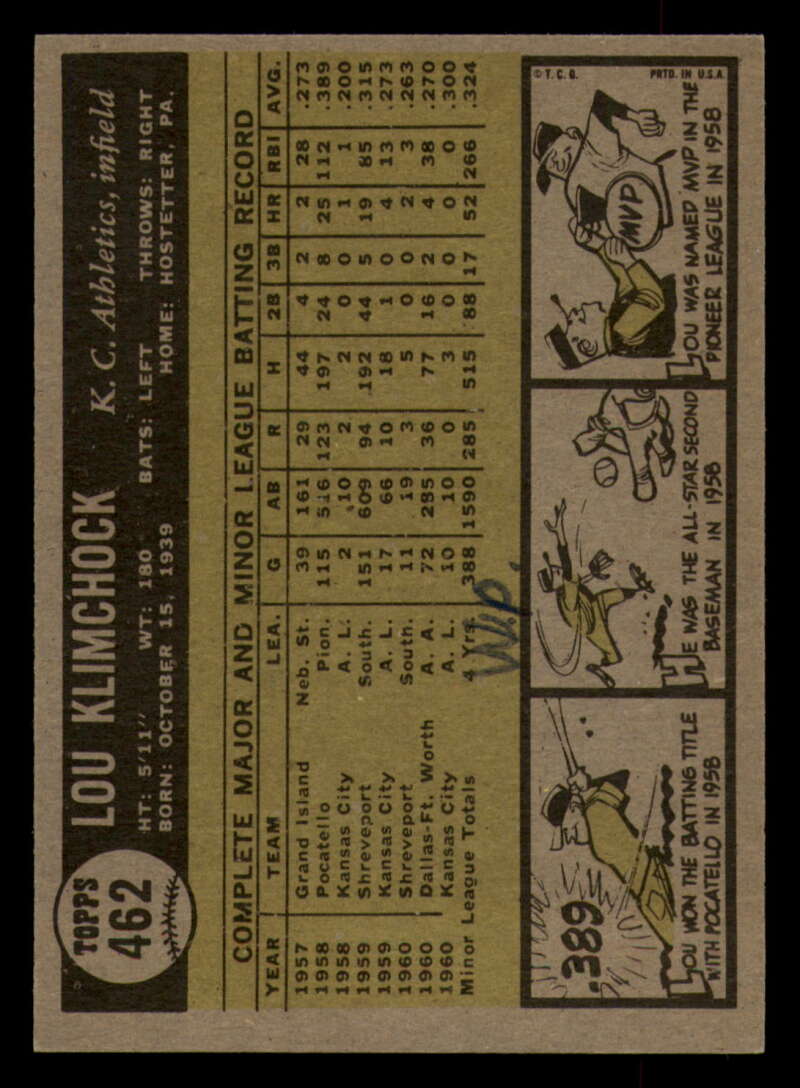 TOPPS
462
LOU KLIMCHOCK K. C. Athletics, infield
HT: 5'11" WT: 180 BATS: LEFT THROWS: RIGHT
BORN: OCTOBER 15, 1939 HOME: HOSTETTER, PA.
COMPLETE MAJOR AND MINOR LEAGUE BATTING RECORD
YEAR TEAM LEA. G AB R H 2B 3B HR RBI AVG.
1957 Grand Island Neb. St. 39 161 29 44 4 2 2 28 .273
1958 Pocatello Pion. 115 516 123 197 24 8 25 112 .389
1958 Kansas City A. L. 2 10 2 2 0 0 1 1 .200
1959 Shreveport South. 151 609 94 192 44 5 19 85 .315
1959 Kansas City A. L. 17 66 10 18 1 0 4 13 .273
1960 Shreveport South. 11 19 3 5 0 0 2 3 .263
1960 Dallas-Ft. Worth A. A. 72 285 36 77 16 2 4 38 .270
1960 Kansas City A. L. 10 10 0 3 0 0 0 0 .300
Minor League Totals 4 Yrs. 388 1590 285 515 88 17 52 266 .324
W.P.
.389
LOU WON THE BATTING TITLE
WITH POCATELLO IN 1958
HE WAS THE ALL-STAR SECOND
BASEMAN IN 1958
© T. C. G. PRTD. IN U.S.A.
MVP
LOU WAS NAMED MVP IN THE
PIONEER LEAGUE IN 1958